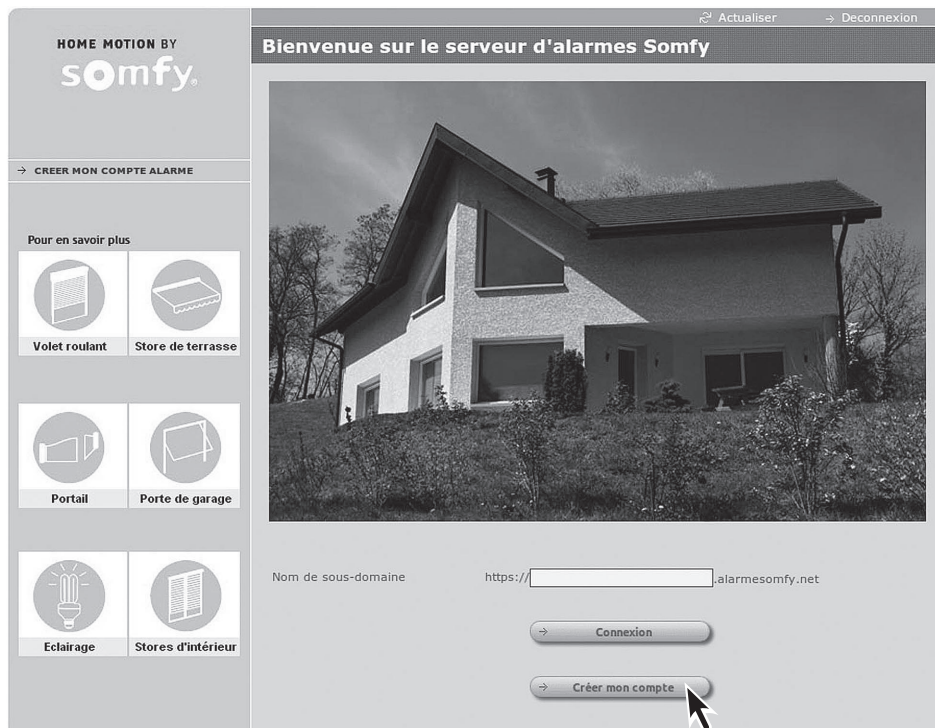 Actualiser
Deconnexion
HOME MOTION BY
somfy®
Bienvenue sur le serveur d'alarmes Somfy
CREER MON COMPTE ALARME
Pour en savoir plus
Volet roulant
Store de terrasse
Portail
Porte de garage
Eclairage
Stores d'intérieur
Nom de sous-domaine
https://
.alarmesomfy.net
Connexion
Créer mon compte